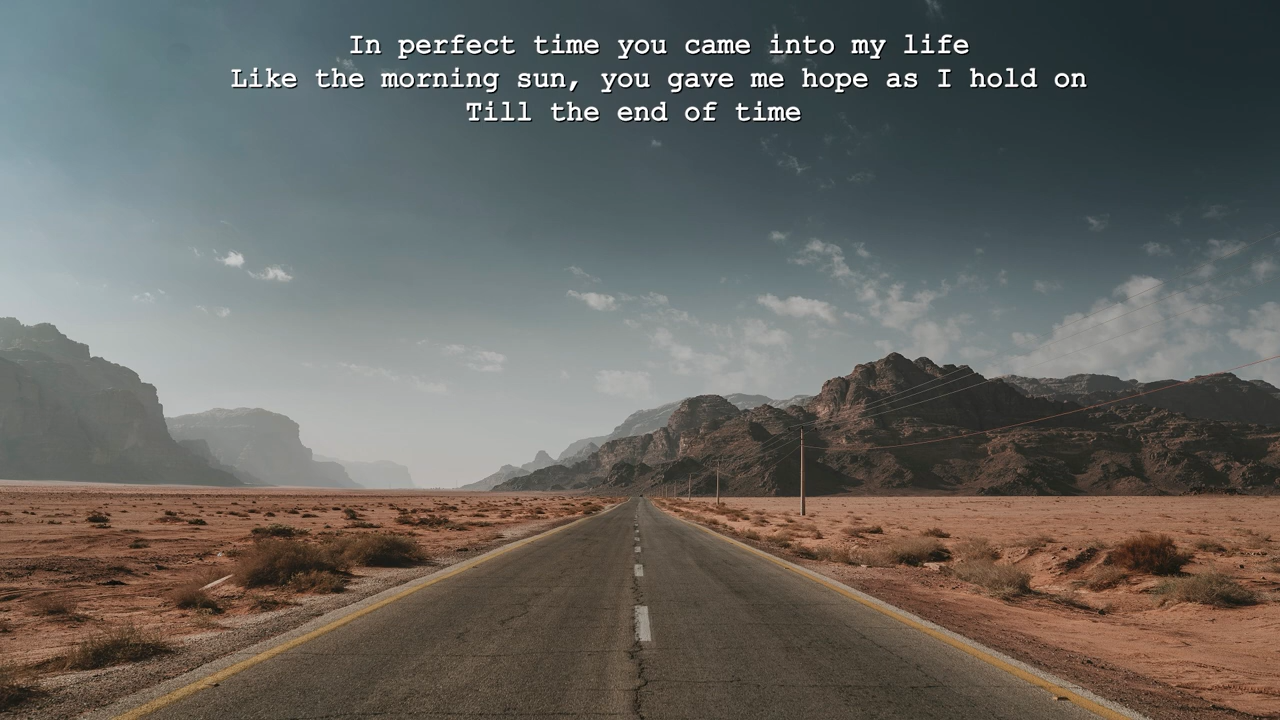 In perfect time you came into my life
Like the morning sun, you gave me hope as I hold on
Till the end of time